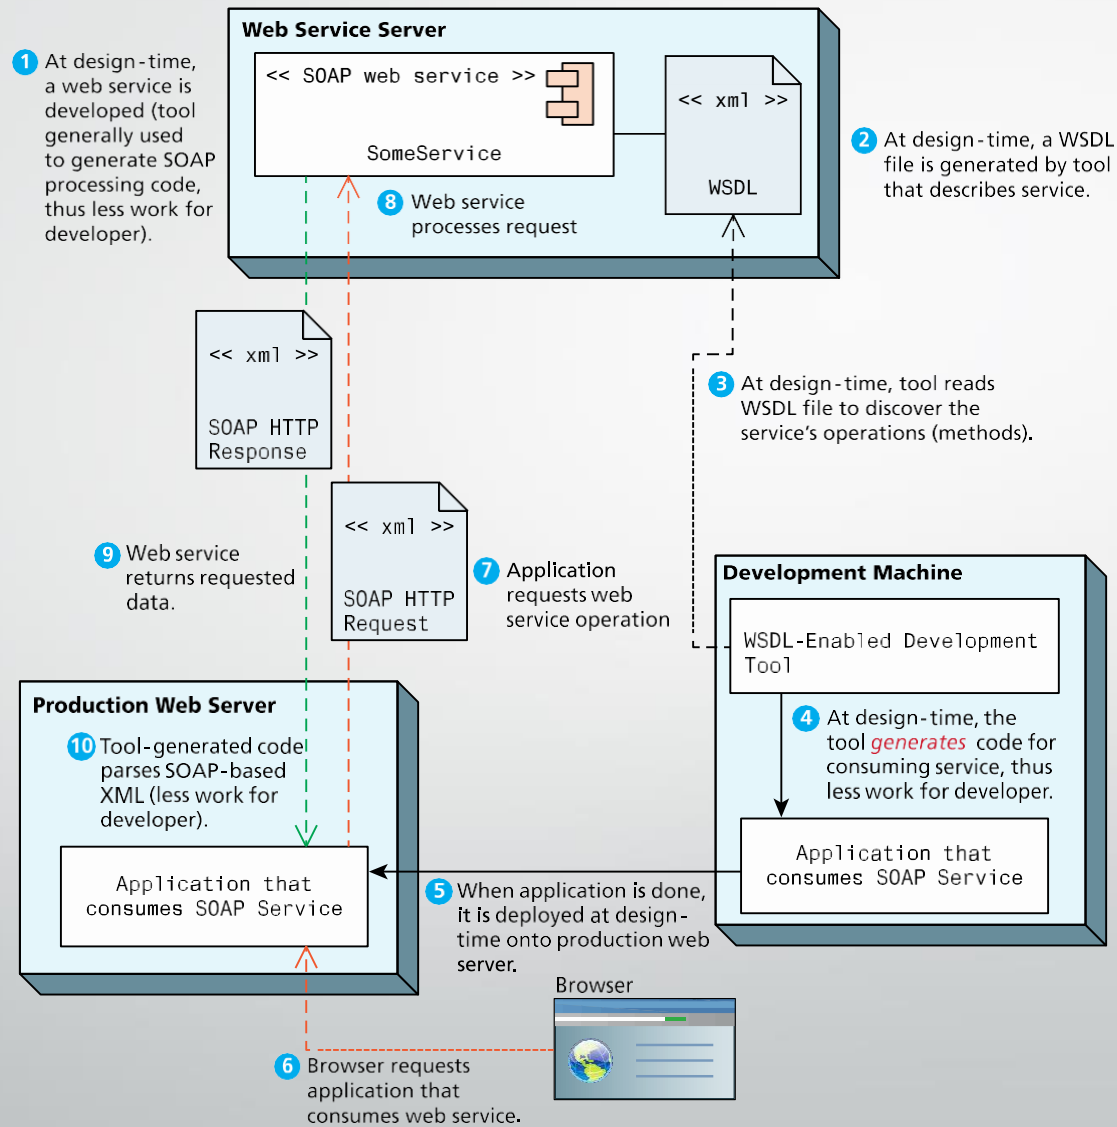 Web Service Server
1 At design-time,
a web service is
developed (tool
generally used
to generate SOAP
processing code,
thus less work for
developer).
<< SOAP web service >>
SomeService
<< xml >>
WSDL
2 At design-time, a WSDL
file is generated by tool
that describes service.
8 Web service
processes request
<< xml >>
SOAP HTTP
Response
3 At design-time, tool reads
WSDL file to discover the
service's operations (methods).
<< xml >>
SOAP HTTP
Request
9 Web service
returns requested
data.
7 Application
requests web
service operation
Development Machine
WSDL-Enabled Development
Tool
4 At design-time, the
tool generates code for
consuming service, thus
less work for developer.
Application that
consumes SOAP Service
Production Web Server
10 Tool-generated code
parses SOAP-based
XML (less work for
developer).
Application that
consumes SOAP Service
5 When application is done,
it is deployed at design-
time onto production web
server.
Browser
6 Browser requests
application that
consumes web service.